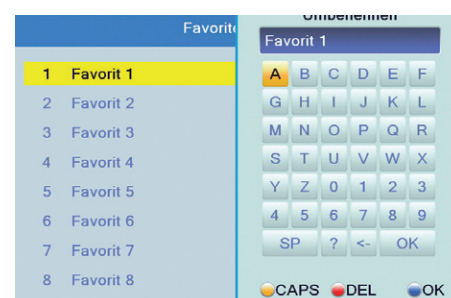 Favorite
1 Favorit 1
2 Favorit 2
3 Favorit 3
4 Favorit 4
5 Favorit 5
6 Favorit 6
7 Favorit 7
8 Favorit 8
Umbenennen
Favorit 1
A B C D E F
G H I J K L
M N O P Q R
S T U V W X
Y Z 0 1 2 3
4 5 6 7 8 9
SP ? <- OK
CAPS DEL OK